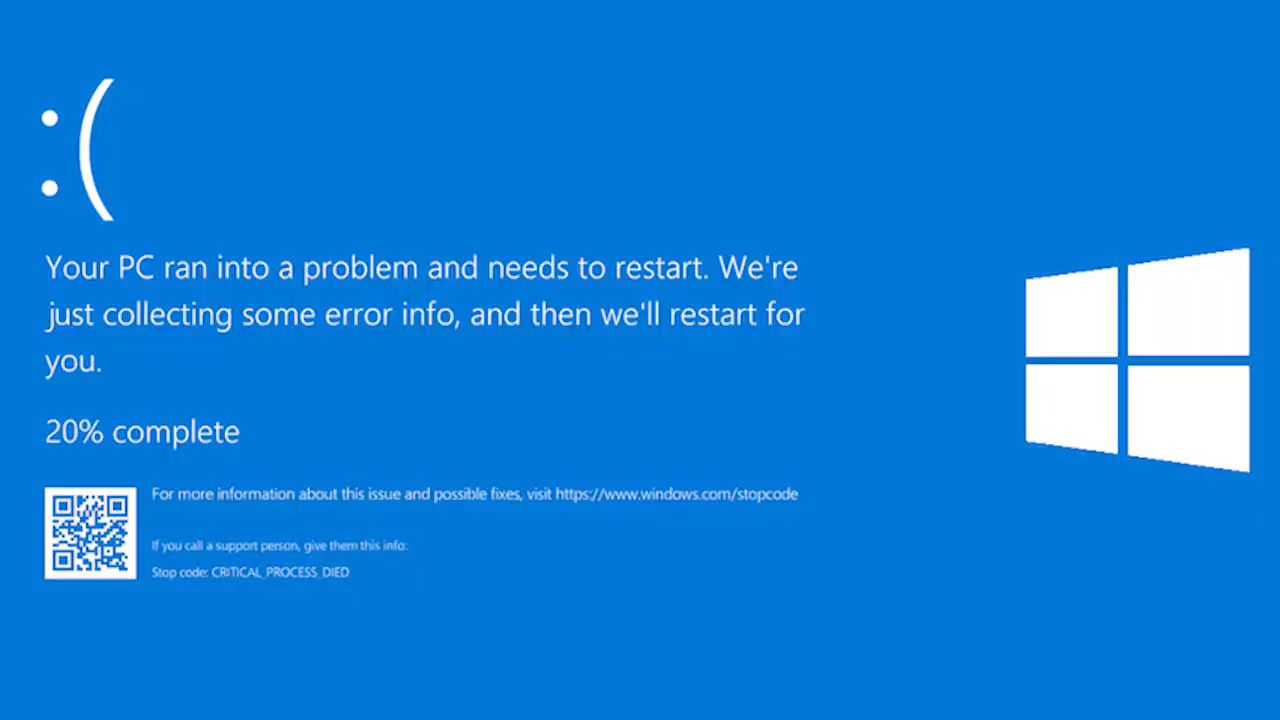 :(
Your PC ran into a problem and needs to restart. We're
just collecting some error info, and then we'll restart for
you.
20% complete
For more information about this issue and possible fixes, visit https://www.windows.com/stopcode
If you call a support person, give them this info:
Stop code: CRITICAL_PROCESS_DIED